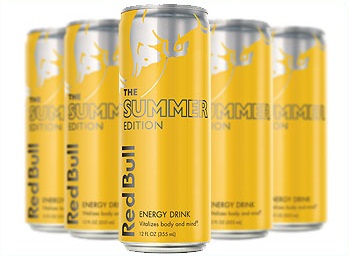 THE
SUMMER
EDITION
Red Bull
ENERGY DRINK
Vitalizes body and mind.®
12 FL OZ (355 mL)